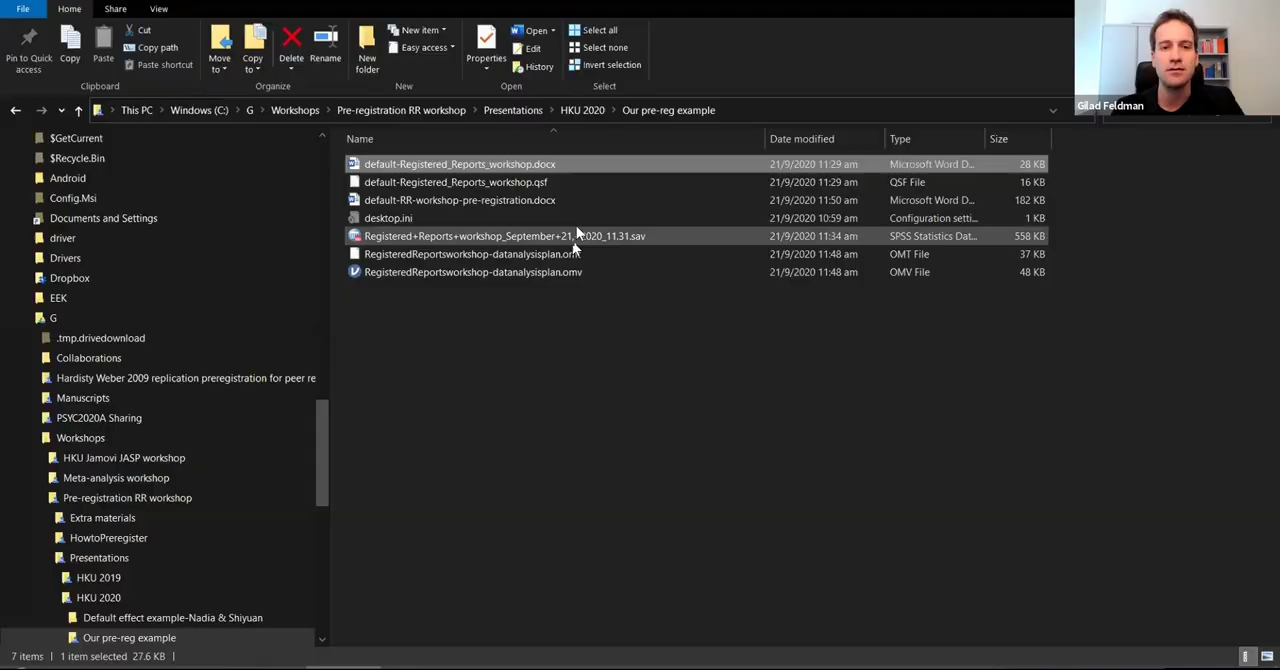 File Home Share View
Pin to Quick access
Copy
Paste
Cut
Copy path
Paste shortcut
Clipboard
Move to
Copy to
Delete
Rename
Organize
New folder
New item
Easy access
New
Properties
Open
Edit
History
Open
Select all
Select none
Invert selection
Select
Gilad Feldman
This PC > Windows (C:) > G > Workshops > Pre-registration RR workshop > Presentations > HKU 2020 > Our pre-reg example
$GetCurrent
$Recycle.Bin
Android
Config.Msi
Documents and Settings
driver
Drivers
Dropbox
EEK
G
.tmp.drivedownload
Collaborations
Hardisty Weber 2009 replication preregistration for peer re
Manuscripts
PSYC2020A Sharing
Workshops
HKU Jamovi JASP workshop
Meta-analysis workshop
Pre-registration RR workshop
Extra materials
HowtoPreregister
Presentations
HKU 2019
HKU 2020
Default effect example-Nadia & Shiyuan
Our pre-reg example
Name Date modified Type Size
default-Registered_Reports_workshop.docx 21/9/2020 11:29 am Microsoft Word D... 28 KB
default-Registered_Reports_workshop.qsf 21/9/2020 11:29 am QSF File 16 KB
default-RR-workshop-pre-registration.docx 21/9/2020 11:50 am Microsoft Word D... 182 KB
desktop.ini 21/9/2020 10:59 am Configuration setti... 1 KB
Registered+Reports+workshop_September+21, 2020_11.31.sav 21/9/2020 11:34 am SPSS Statistics Dat... 558 KB
RegisteredReportsworkshop-datanalysisplan.omt 21/9/2020 11:48 am OMT File 37 KB
RegisteredReportsworkshop-datanalysisplan.omv 21/9/2020 11:48 am OMV File 48 KB
7 items 1 item selected 27.6 KB